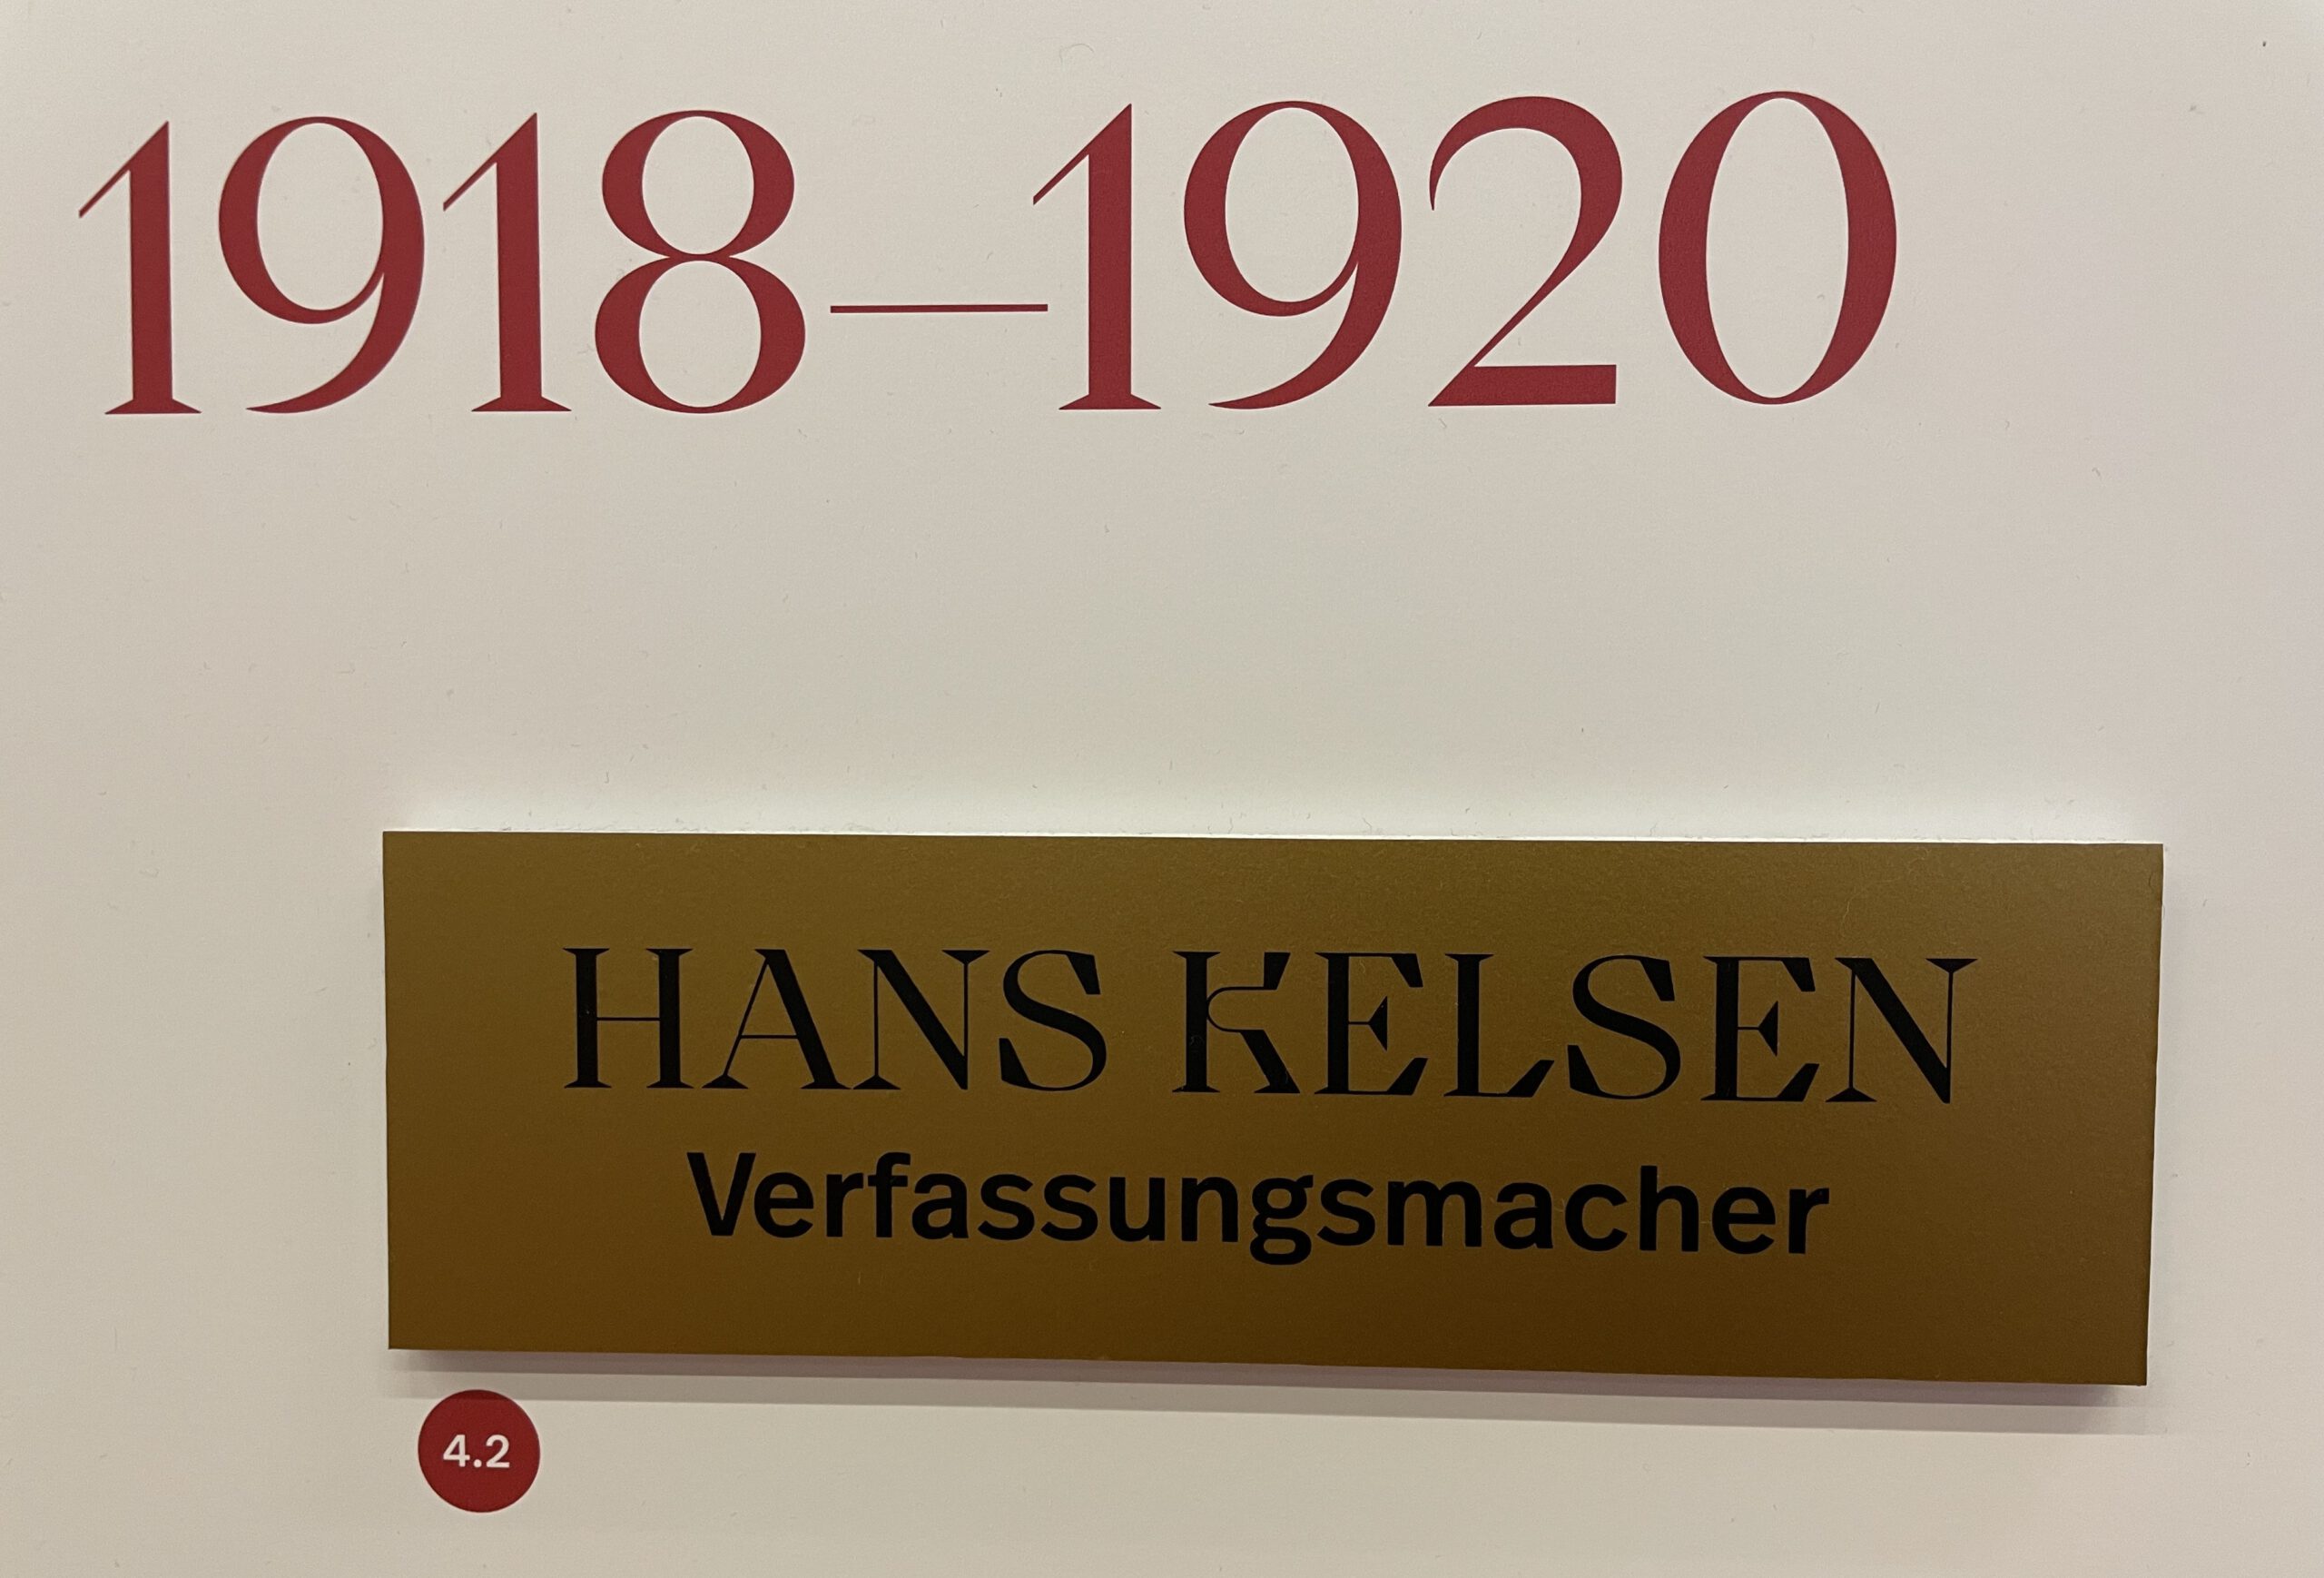 1918—1920
HANS KELSEN
Verfassungsmacher
4.2